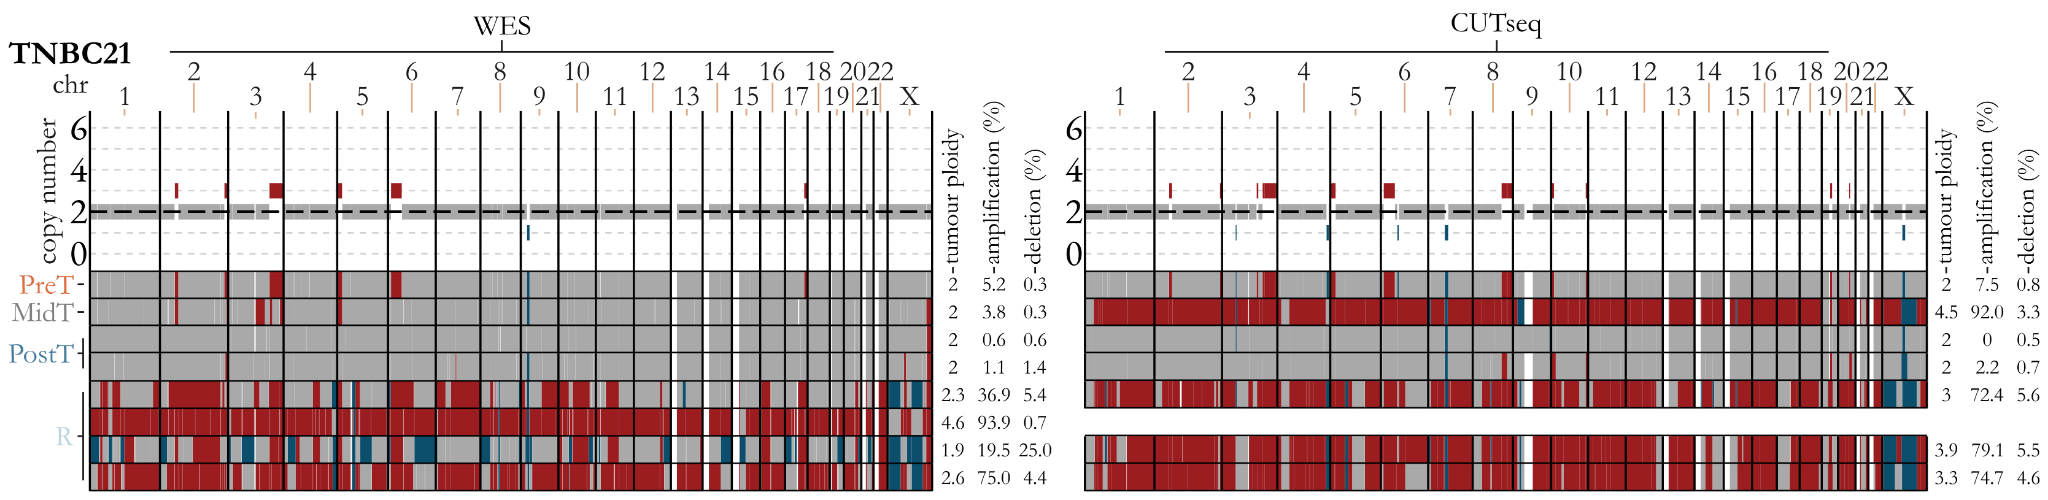 WES
CUTseq
TNBC21
chr
2 4 6 8 10 12 14 16 18 20 22
1 3 5 7 9 11 13 15 17 19 21 X
2 4 6 8 10 12 14 16 18 20 22
1 3 5 7 9 11 13 15 17 19 21 X
copy number
6
4
2
0
-tumour ploidy
-amplification (%)
-deletion (%)
6
4
2
0
-tumour ploidy
-amplification (%)
-deletion (%)
PreT
MidT
PostT
R
2 5.2 0.3
2 3.8 0.3
2 0.6 0.6
2 1.1 1.4
2.3 36.9 5.4
4.6 93.9 0.7
1.9 19.5 25.0
2.6 75.0 4.4
2 7.5 0.8
4.5 92.0 3.3
2 0 0.5
2 2.2 0.7
3 72.4 5.6
3.9 79.1 5.5
3.3 74.7 4.6